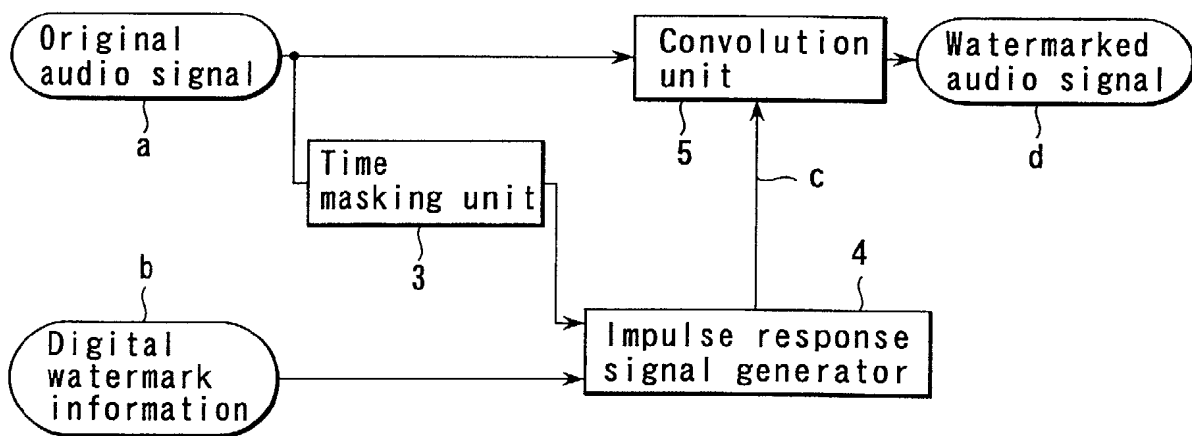 Original
audio signal
a
Convolution
unit
5
Watermarked
audio signal
d
Time
masking unit
3
c
b
Digital
watermark
information
4
Impulse response
signal generator